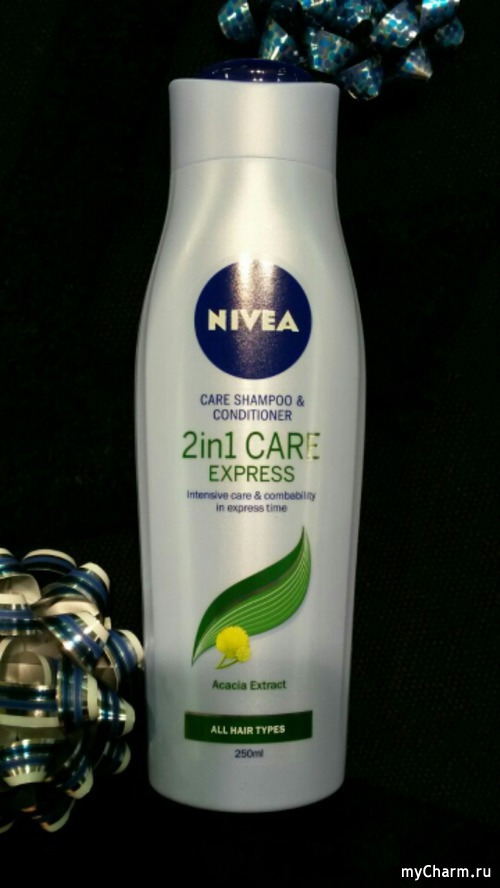 NIVEA
CARE SHAMPOO &
CONDITIONER
2in1 CARE
EXPRESS
Intensive care & combability
in express time
Acacia Extract
ALL HAIR TYPES
250ml
myCharm.ru